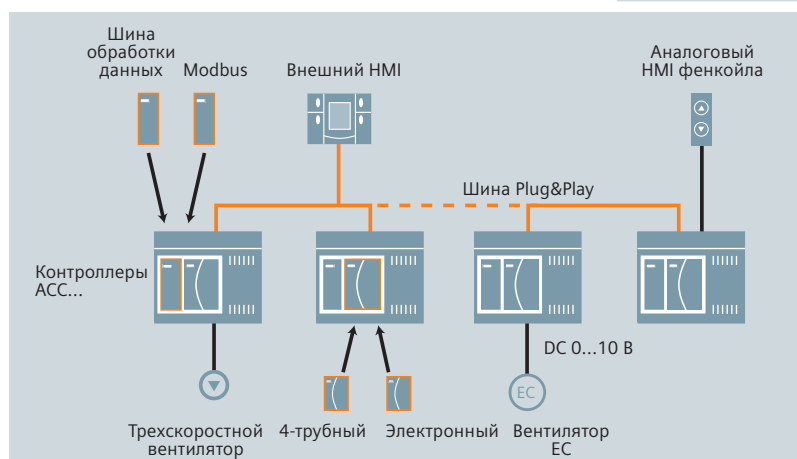 Шина
обработки
данных
Modbus
Внешний HMI
Аналоговый
HMI фенкойла
Шина Plug&Play
Контроллеры
ACC...
DC 0...10 В
EC
Трехскоростной
вентилятор
4-трубный
Электронный
Вентилятор
EC